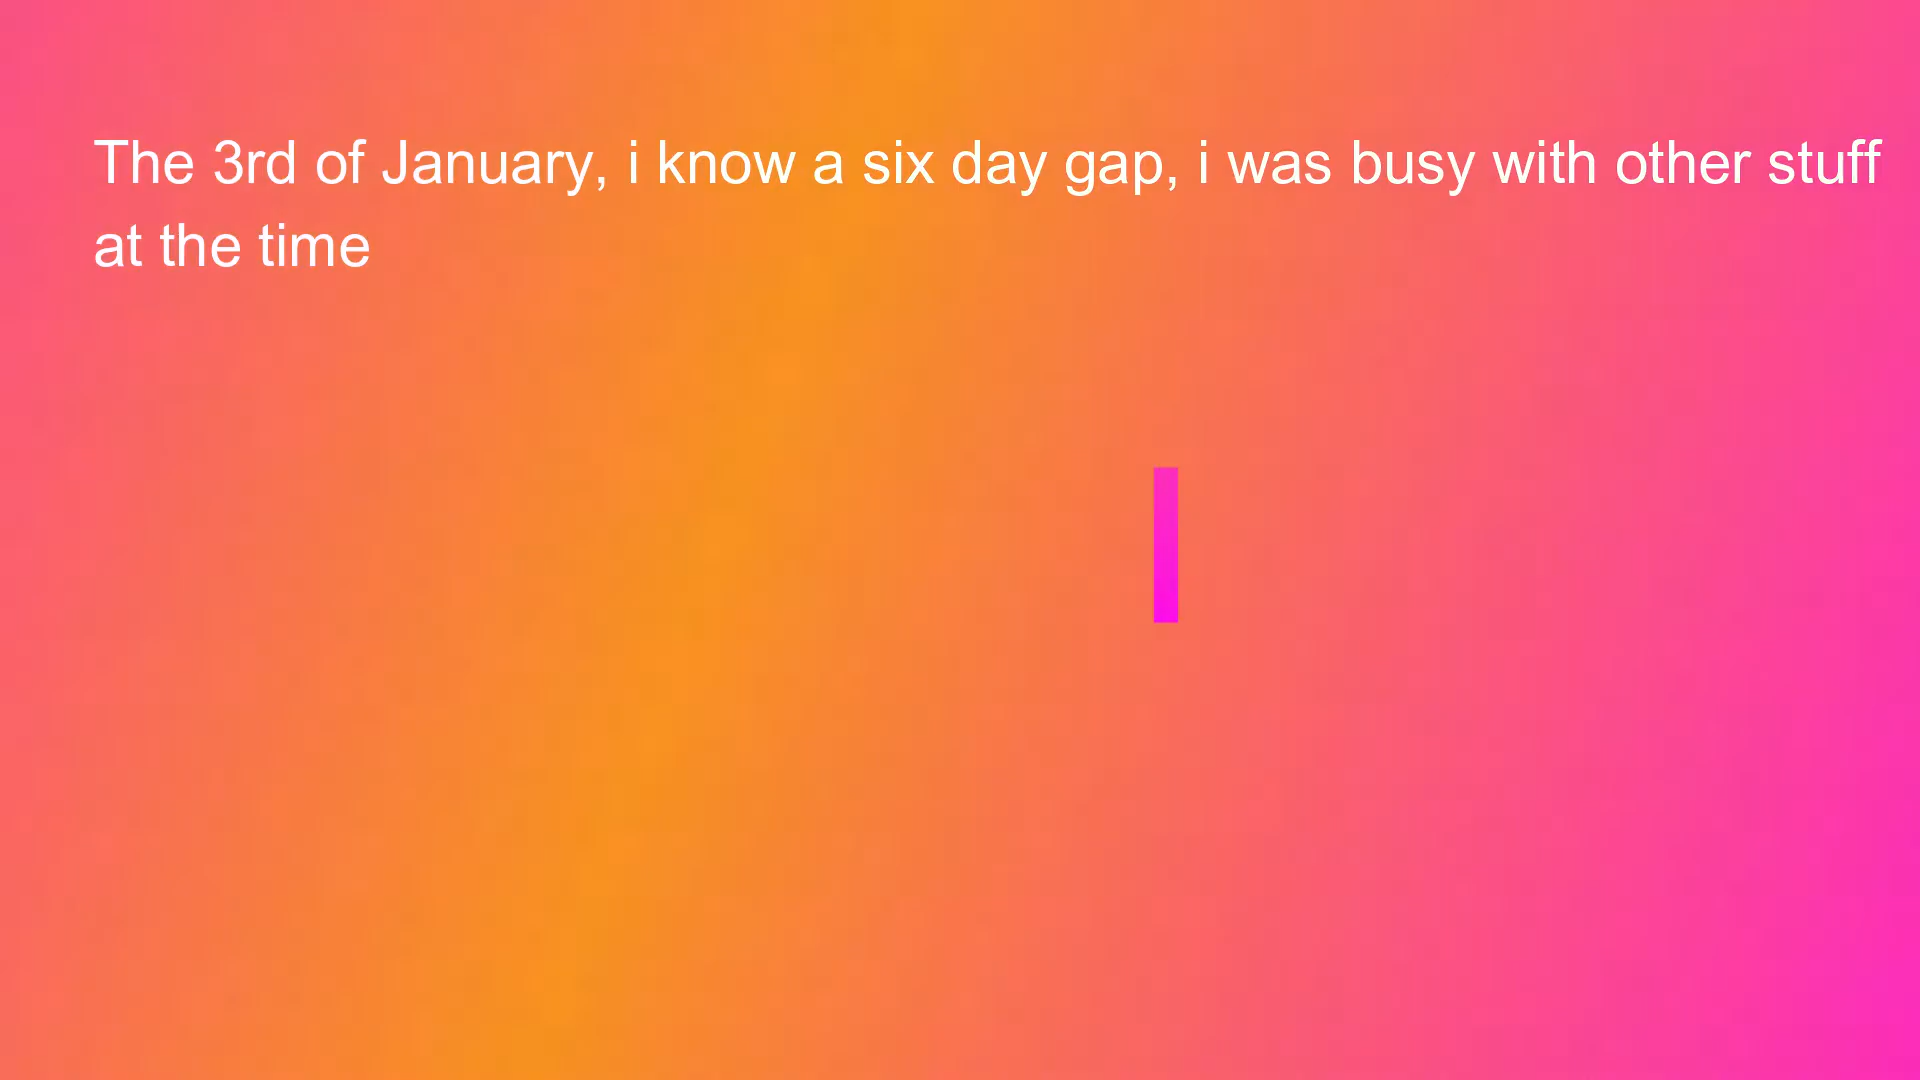 The 3rd of January, i know a six day gap, i was busy with other stuff
at the time